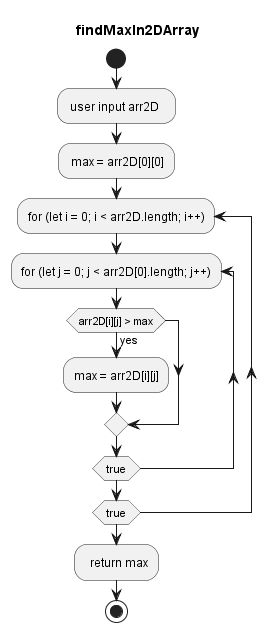 findMaxIn2DArray
user input arr2D
max = arr2D[0][0]
for (let i = 0; i < arr2D.length; i++)
for (let j = 0; j < arr2D[0].length; j++)
arr2D[i][j] > max
yes
max = arr2D[i][j]
true
true
return max